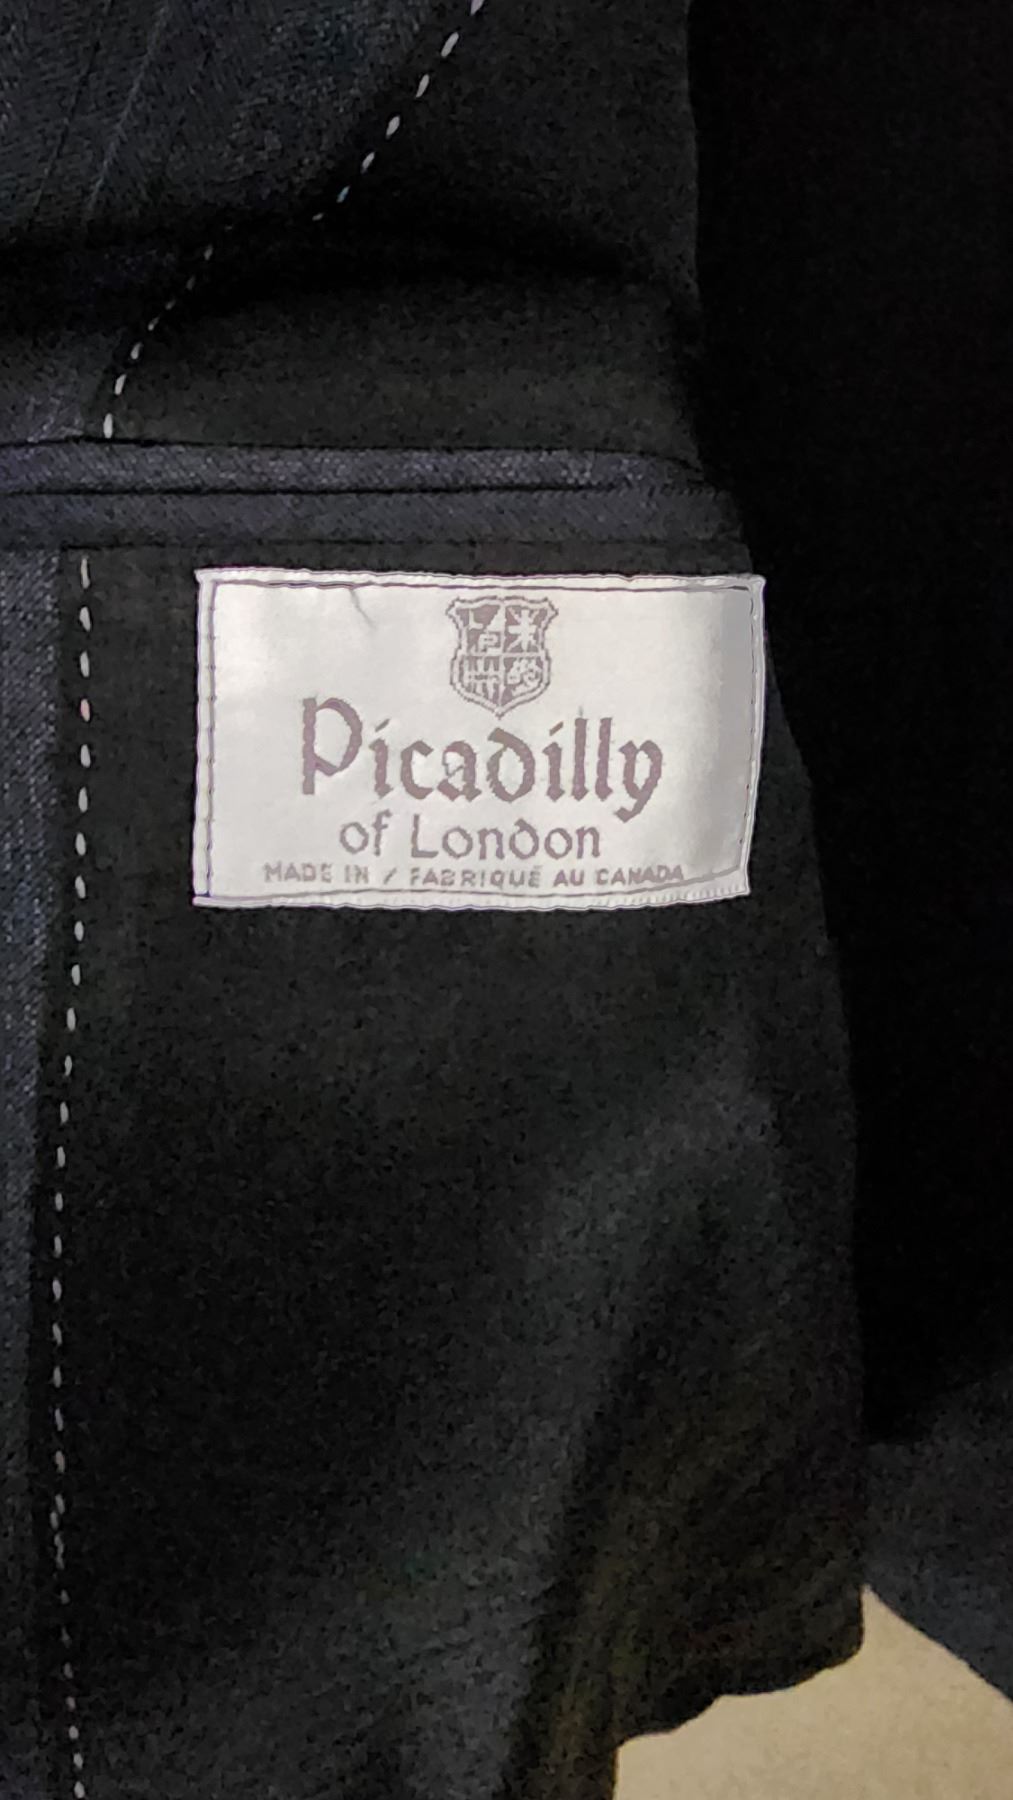 Picadilly
of London
MADE IN / FABRIQUÉ AU CANADA